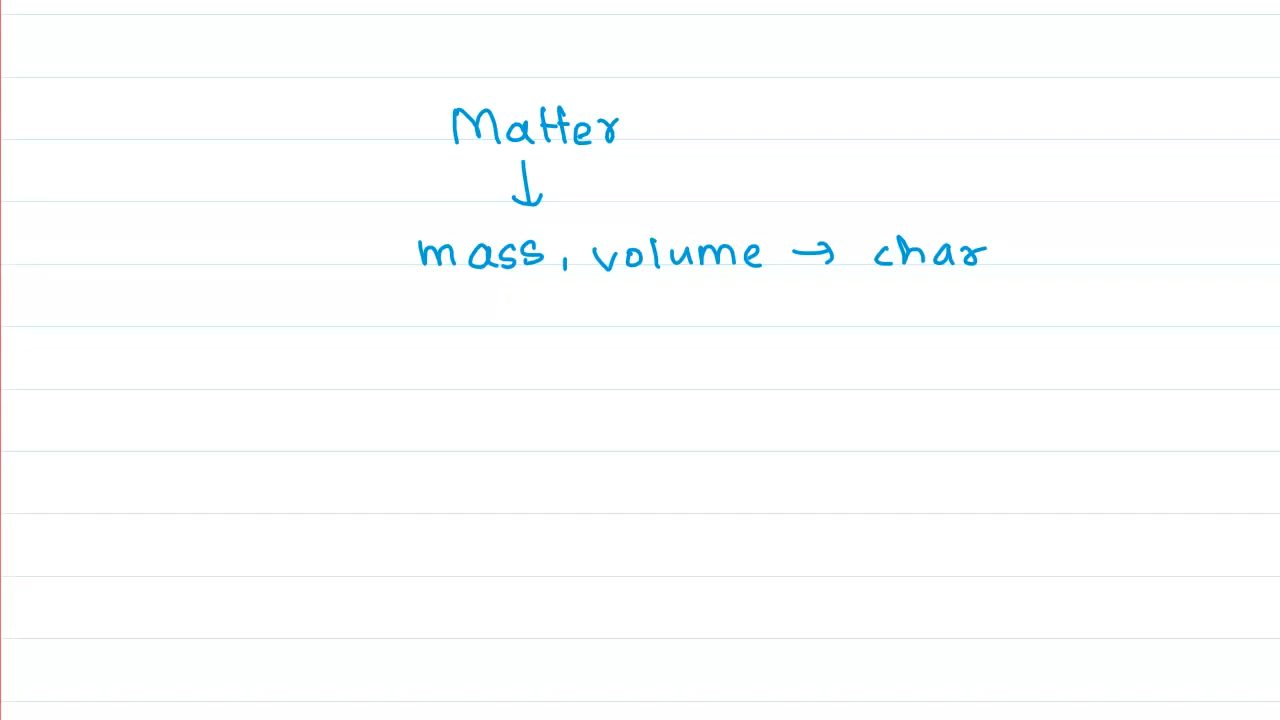 Matter
↓
mass, volume → char